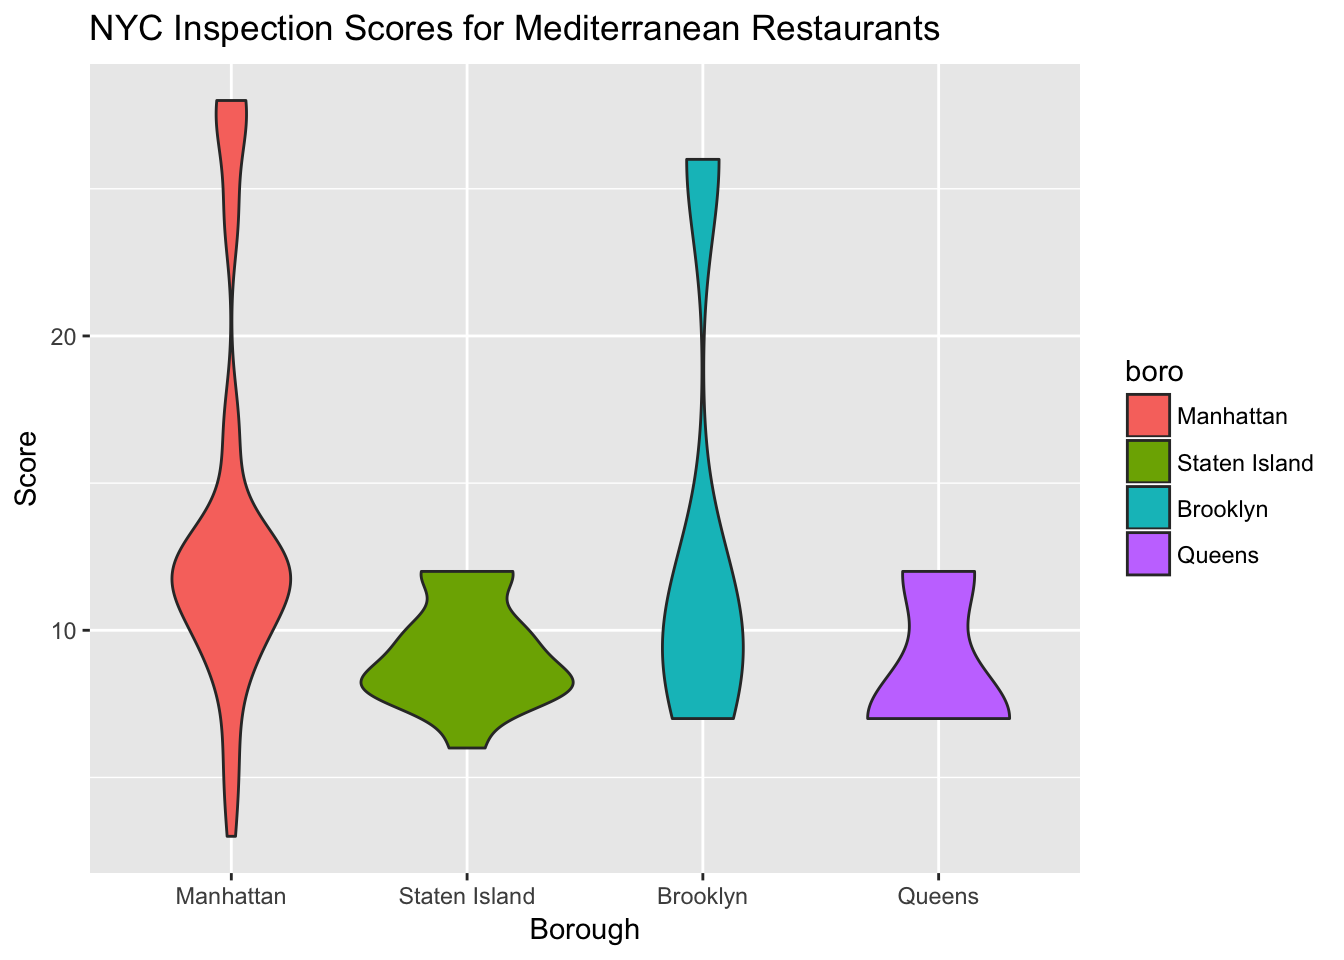 NYC Inspection Scores for Mediterranean Restaurants
Score
20
10
Manhattan
Staten Island
Brooklyn
Queens
Borough
boro
Manhattan
Staten Island
Brooklyn
Queens